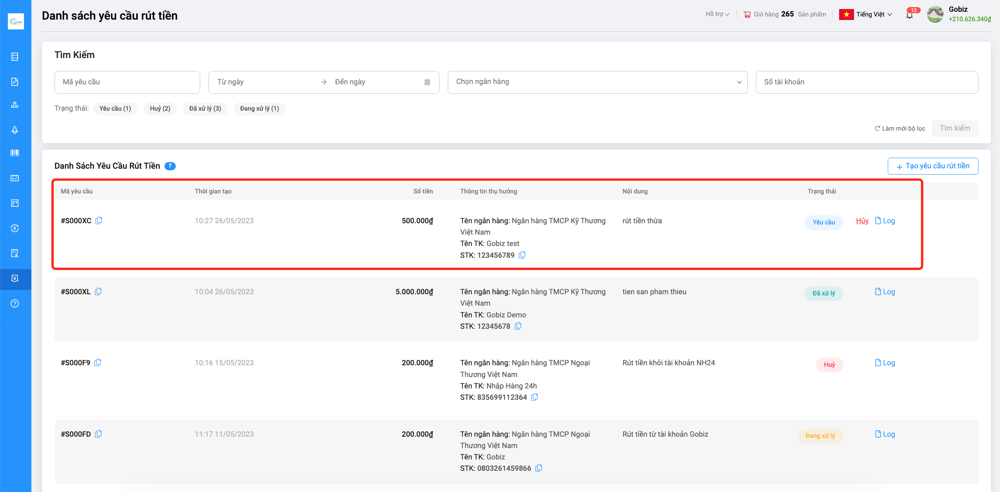 Danh sách yêu cầu rút tiền
Hỗ trợ
Giỏ hàng 265 Sản phẩm
Tiếng Việt
12
Gobiz
+210.626.340₫
GoBiz
Tìm Kiếm
Mã yêu cầu
Từ ngày
Đến ngày
Chọn ngân hàng
Số tài khoản
Trạng thái: Yêu cầu (1) Huỷ (2) Đã xử lý (3) Đang xử lý (1)
Làm mới bộ lọc
Tìm kiếm
Danh Sách Yêu Cầu Rút Tiền 7
+ Tạo yêu cầu rút tiền
Mã yêu cầu Thời gian tạo Số tiền Thông tin thụ hưởng Nội dung Trạng thái
#S000XC 10:27 26/05/2023 500.000₫ Tên ngân hàng: Ngân hàng TMCP Kỹ Thương rút tiền thừa Yêu cầu Hủy Log
Việt Nam
Tên TK: Gobiz test
STK: 123456789
#S000XL 10:04 26/05/2023 5.000.000₫ Tên ngân hàng: Ngân hàng TMCP Kỹ Thương tien san pham thieu Đã xử lý Log
Việt Nam
Tên TK: Gobiz Demo
STK: 12345678
#S000F9 10:16 15/05/2023 200.000₫ Tên ngân hàng: Ngân hàng TMCP Ngoại Rút tiền khỏi tài khoản NH24 Huỷ Log
Thương Việt Nam
Tên TK: Nhập Hàng 24h
STK: 835699112364
#S000FD 11:17 11/05/2023 200.000₫ Tên ngân hàng: Ngân hàng TMCP Ngoại Rút tiền từ tài khoản Gobiz Đang xử lý Log
Thương Việt Nam
Tên TK: Gobiz
STK: 0803261459866